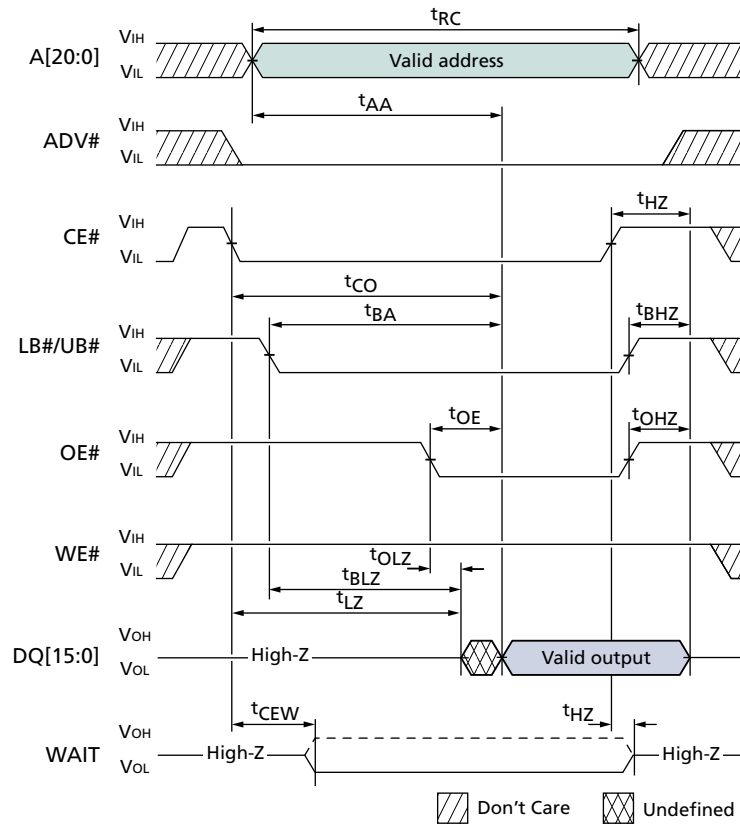 tRC
VIH
A[20:0]
Valid address
VIL
tAA
VIH
ADV#
VIL
tHZ
VIH
CE#
VIL
tCO
tBA
tBHZ
VIH
LB#/UB#
VIL
tOE
tOHZ
VIH
OE#
VIL
VIH
WE#
VIL
tOLZ
tBLZ
tLZ
VOH
DQ[15:0]
High-Z
Valid output
VOL
tCEW
tHZ
VOH
WAIT
High-Z
High-Z
VOL
Don't Care
Undefined